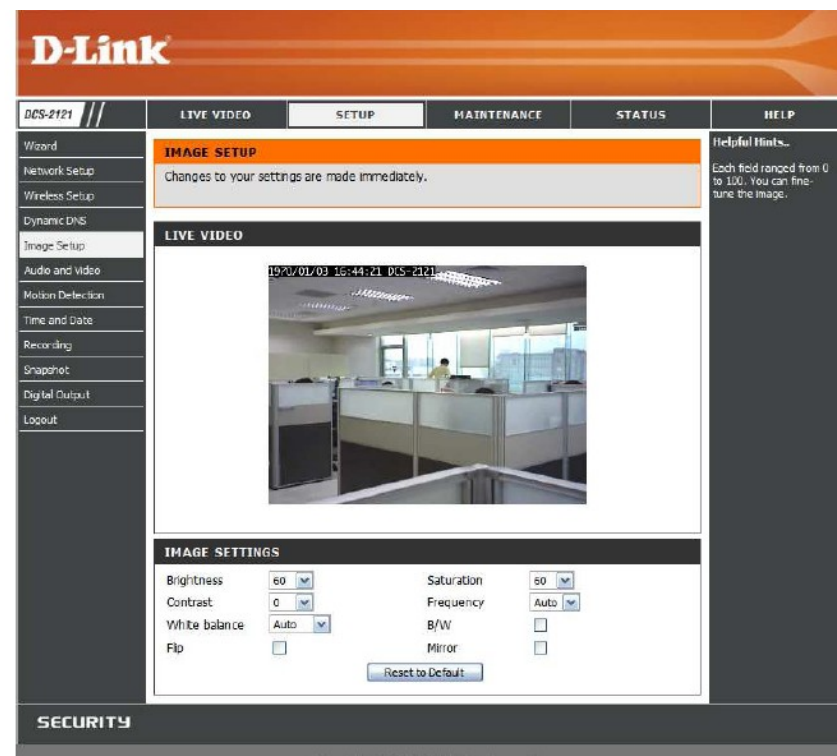 D-Link
DCS-2121
LIVE VIDEO
SETUP
MAINTENANCE
STATUS
HELP
Wizard
Network Setup
Wireless Setup
Dynamic DNS
Image Setup
Audio and Video
Motion Detection
Time and Date
Recording
Snapshot
Digital Output
Logout
IMAGE SETUP
Changes to your settings are made immediately.
LIVE VIDEO
1970/01/03 16:44:21 DCS-2121
IMAGE SETTINGS
Brightness 60
Saturation 60
Contrast 0
Frequency Auto
White balance Auto
B/W
Flip
Mirror
Reset to Default
Helpful Hints..
Each field ranged from 0
to 100. You can fine-
tune the image.
SECURITY